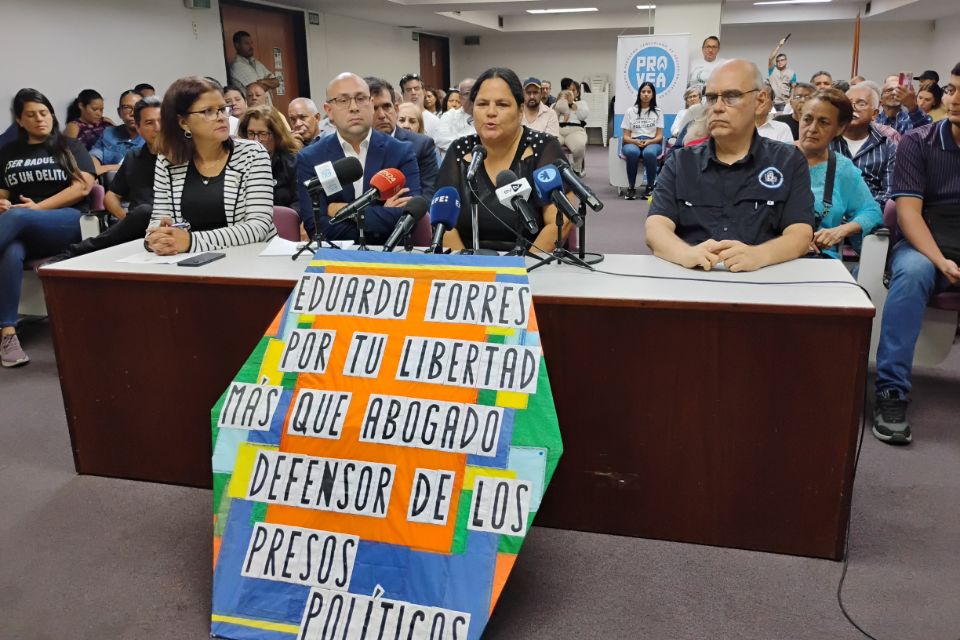 PROVEA
SER BADUEL
ES UN DELITO
EFE:
EDUARDO TORRES
POR TU LIBERTAD
MÁS QUE ABOGADO
DEFENSOR DE LOS
PRESOS
POLÍTICOS